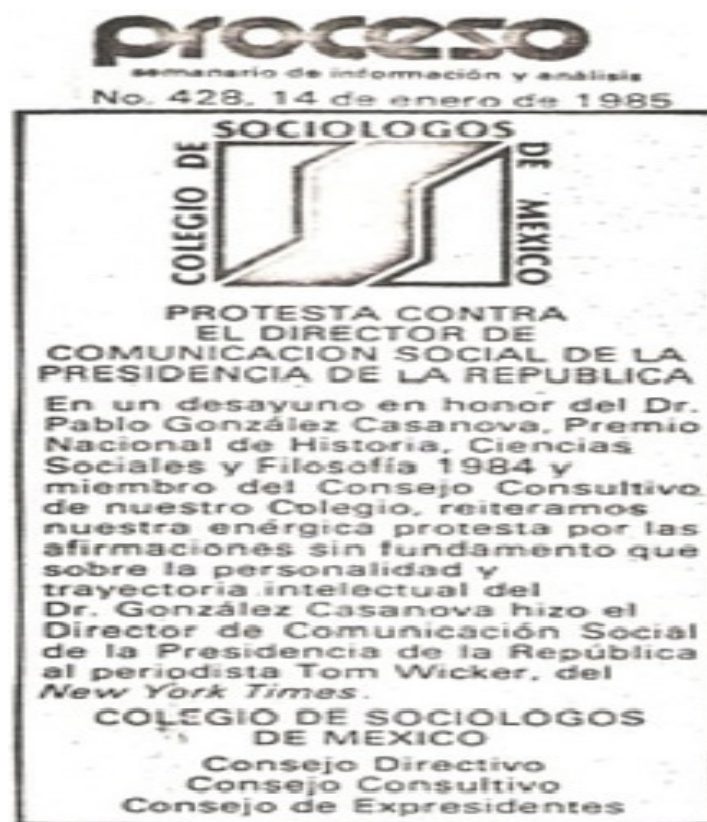 proceso
semanario de información y análisis
No. 428, 14 de enero de 1985
COLEGIO DE SOCIOLOGOS DE MEXICO
PROTESTA CONTRA
EL DIRECTOR DE
COMUNICACION SOCIAL DE LA
PRESIDENCIA DE LA REPUBLICA
En un desayuno en honor del Dr.
Pablo González Casanova, Premio
Nacional de Historia, Ciencias
Sociales y Filosofía 1984 y
miembro del Consejo Consultivo
de nuestro Colegio, reiteramos
nuestra enérgica protesta por las
afirmaciones sin fundamento que
sobre la personalidad y
trayectoria intelectual del
Dr. González Casanova hizo el
Director de Comunicación Social
de la Presidencia de la República
al periodista Tom Wicker, del
New York Times.
COLEGIO DE SOCIOLOGOS
DE MEXICO
Consejo Directivo
Consejo Consultivo
Consejo de Expresidentes